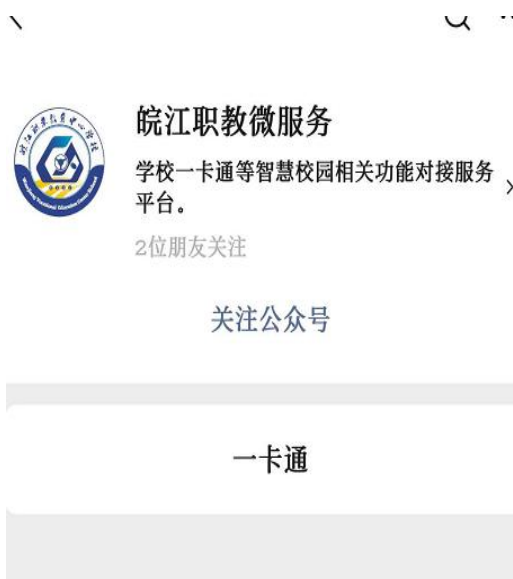 皖江职教微服务
学校一卡通等智慧校园相关功能对接服务
平台。
2位朋友关注
关注公众号
一卡通